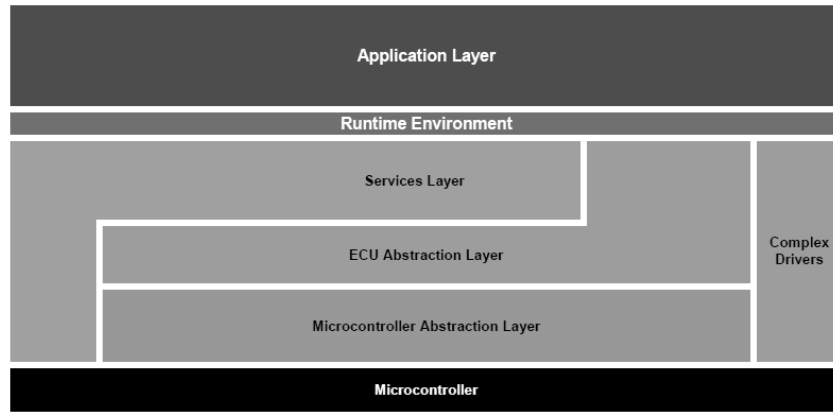 Application Layer
Runtime Environment
Services Layer
ECU Abstraction Layer
Complex
Drivers
Microcontroller Abstraction Layer
Microcontroller